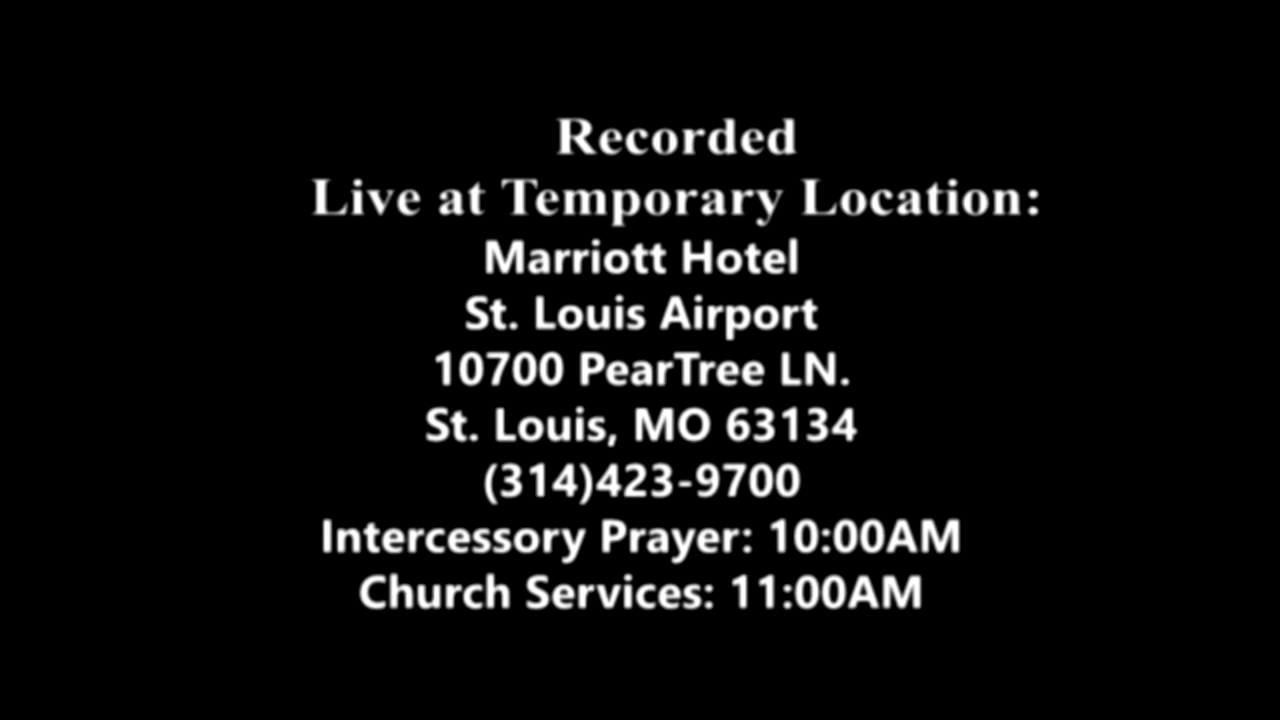 Recorded
Live at Temporary Location:
Marriott Hotel
St. Louis Airport
10700 PearTree LN.
St. Louis, MO 63134
(314)423-9700
Intercessory Prayer: 10:00AM
Church Services: 11:00AM